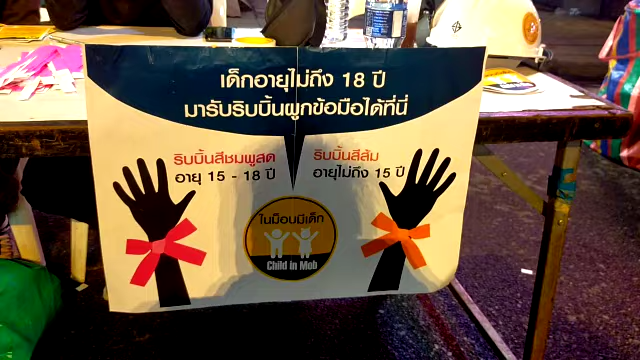 เด็กอายุไม่ถึง 18 ปี
มารับริบบิ้นผูกข้อมือได้ที่นี่
ริบบิ้นสีชมพูสด
อายุ 15 - 18 ปี
ริบบิ้นสีส้ม
อายุไม่ถึง 15 ปี
ในม็อบมีเด็ก
Child in Mob